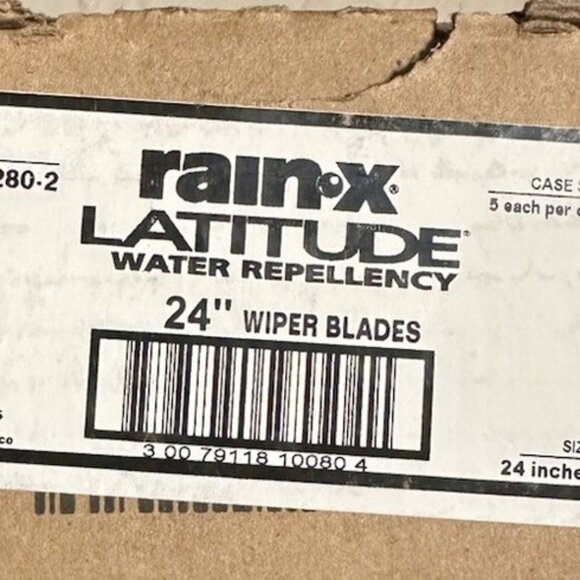 280-2
rain·x®
LATITUDE
WATER REPELLENCY
24" WIPER BLADES
3 00 79118 10080 4
CASE
5 each per
24 inche